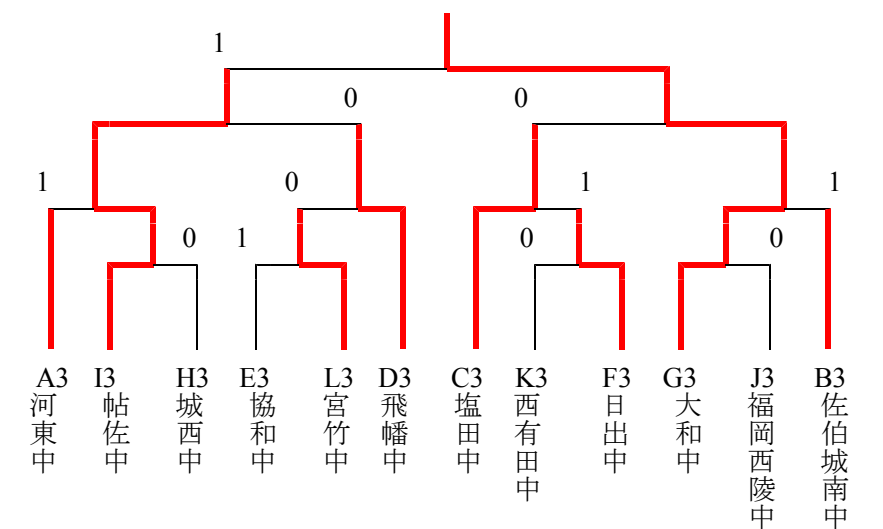 1
0 0
1 0 1 1
0 1 0 0
A3 I3 H3 E3 L3 D3 C3 K3 F3 G3 J3 B3
河東中
帖佐中
城西中
協和中
宮竹中
飛幡中
塩田中
西有田中
日出中
大和中
福岡西陵中
佐伯城南中